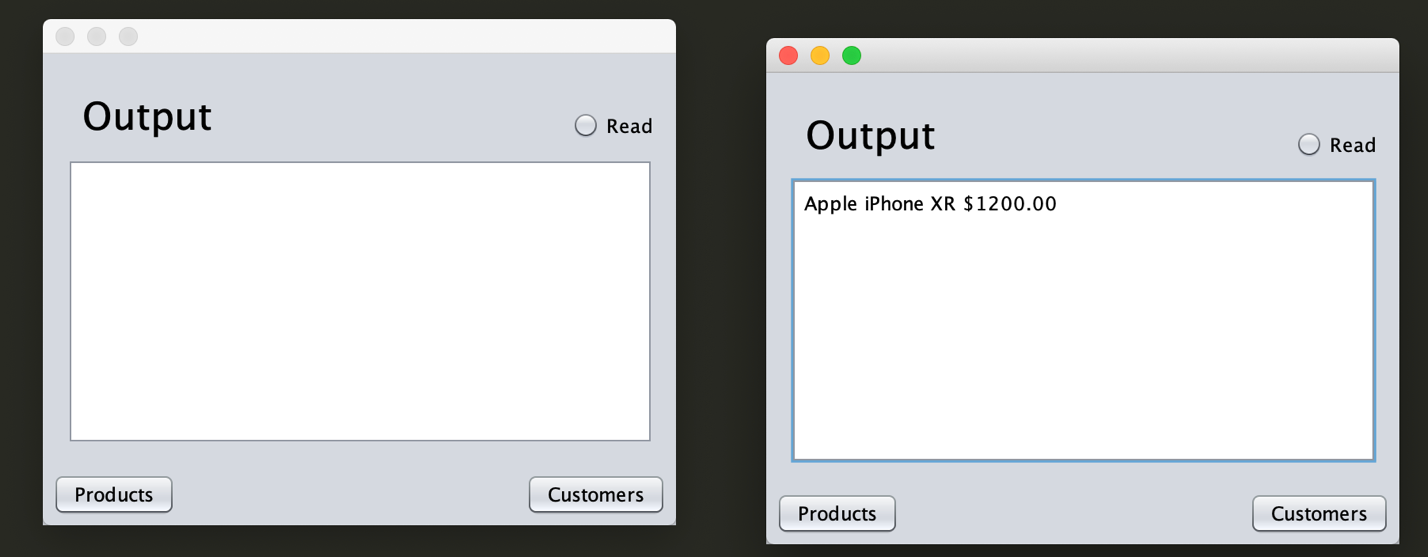 Output
Read
Products
Customers
Output
Read
Apple iPhone XR $1200.00
Products
Customers